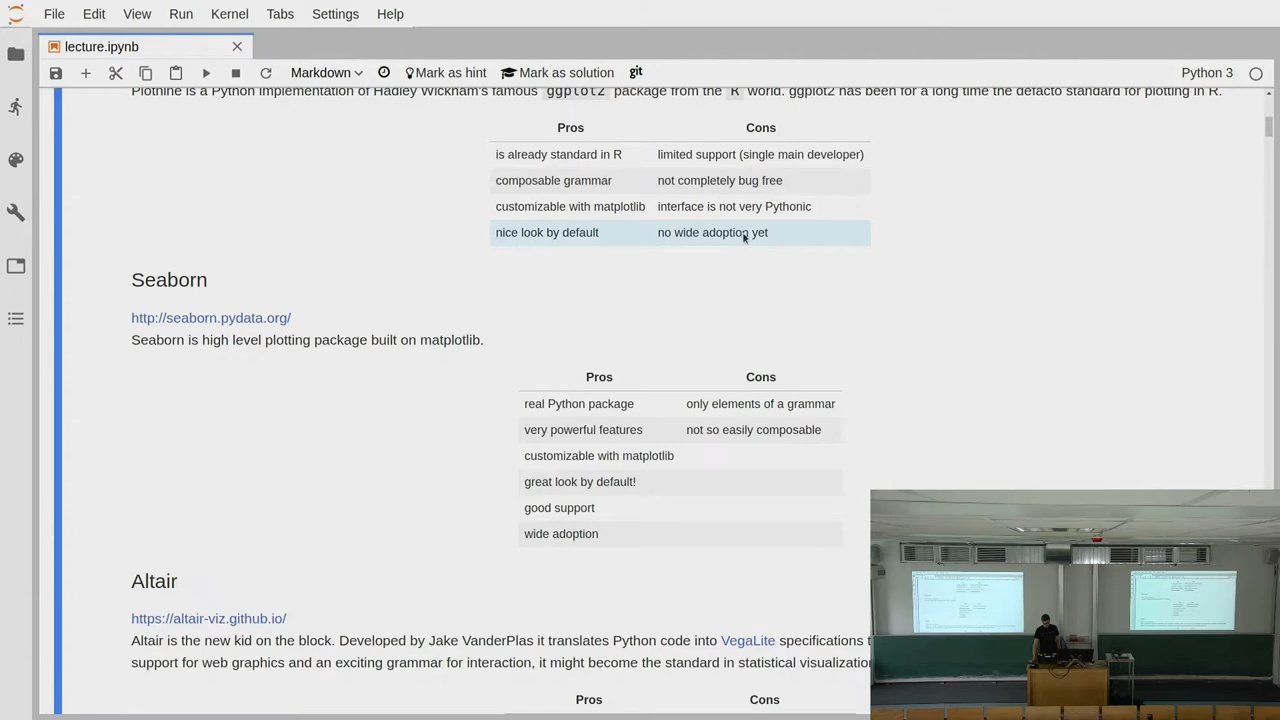 File Edit View Run Kernel Tabs Settings Help
lecture.ipynb
Markdown Mark as hint Mark as solution git Python 3
Plotnine is a Python implementation of Hadley Wickham's famous ggplot2 package from the R world. ggplot2 has been for a long time the defacto standard for plotting in R.
Pros Cons
is already standard in R limited support (single main developer)
composable grammar not completely bug free
customizable with matplotlib interface is not very Pythonic
nice look by default no wide adoption yet
Seaborn
http://seaborn.pydata.org/
Seaborn is high level plotting package built on matplotlib.
Pros Cons
real Python package only elements of a grammar
very powerful features not so easily composable
customizable with matplotlib
great look by default!
good support
wide adoption
Altair
https://altair-viz.github.io/
Altair is the new kid on the block. Developed by Jake VanderPlas it translates Python code into VegaLite specifications
support for web graphics and an exciting grammar for interaction, it might become the standard in statistical visualization
Pros Cons